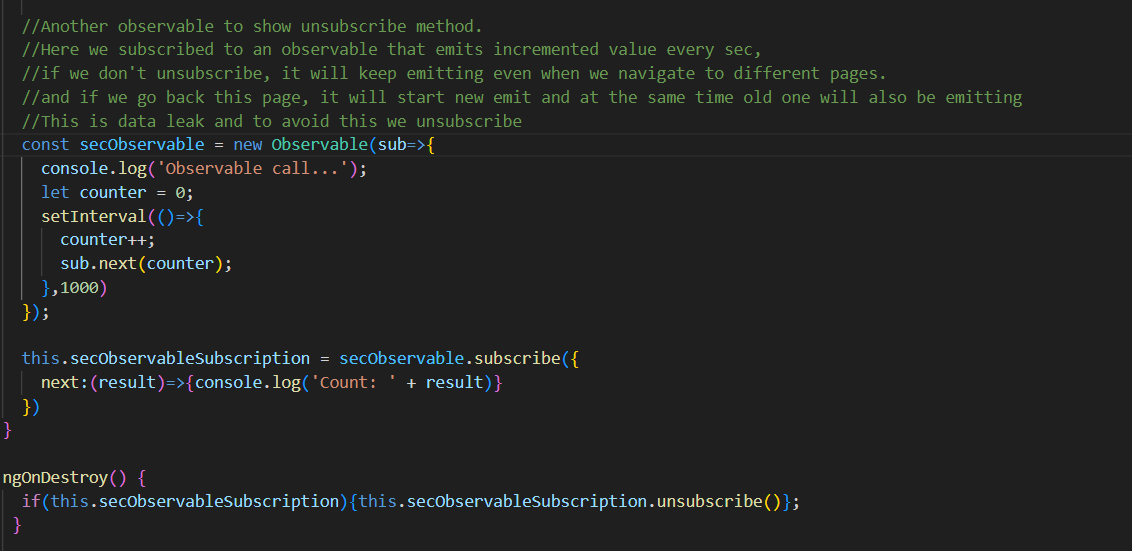 //Another observable to show unsubscribe method.
//Here we subscribed to an observable that emits incremented value every sec,
//if we don't unsubscribe, it will keep emitting even when we navigate to different pages.
//and if we go back this page, it will start new emit and at the same time old one will also be emitting
//This is data leak and to avoid this we unsubscribe
const secObservable = new Observable(sub=>{
console.log('Observable call...');
let counter = 0;
setInterval(()=>{
counter++;
sub.next(counter);
},1000)
});
this.secObservableSubscription = secObservable.subscribe({
next:(result)=>{console.log('Count: ' + result)}
})
}
ngOnDestroy() {
if(this.secObservableSubscription){this.secObservableSubscription.unsubscribe()};
}